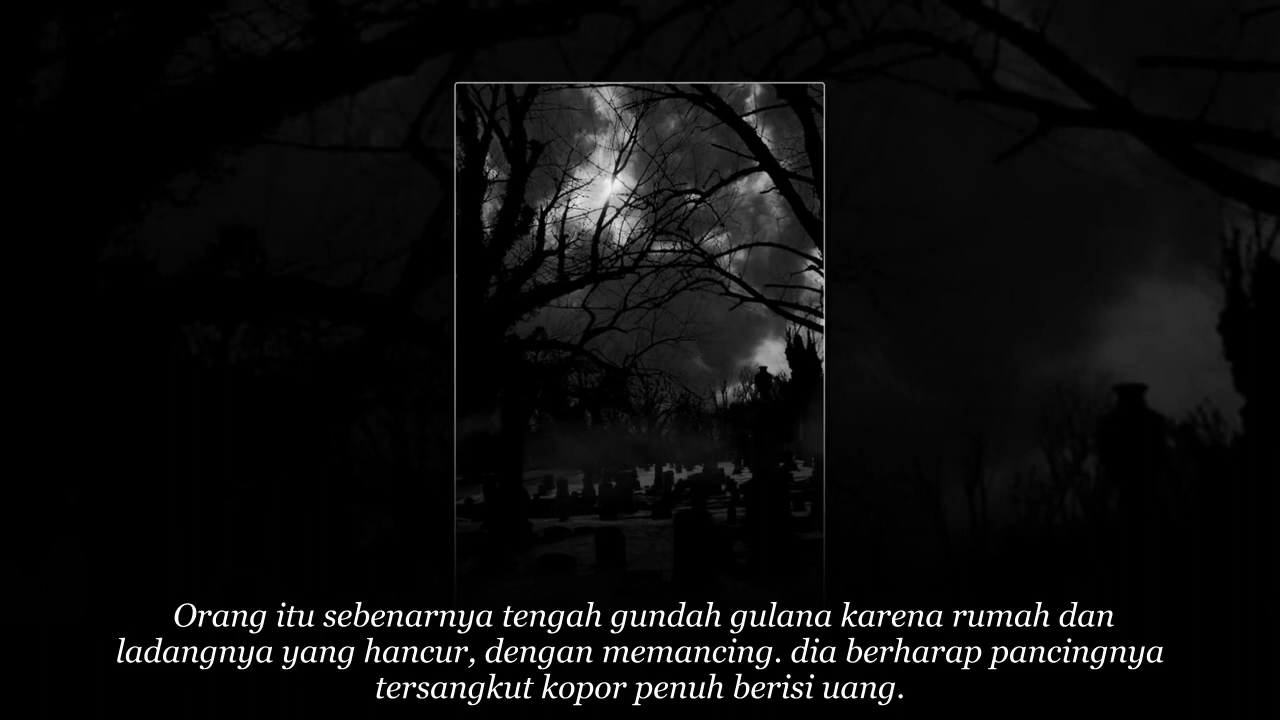 Orang itu sebenarnya tengah gundah gulana karena rumah dan
ladangnya yang hancur, dengan memancing. dia berharap pancingnya
tersangkut kopor penuh berisi uang.